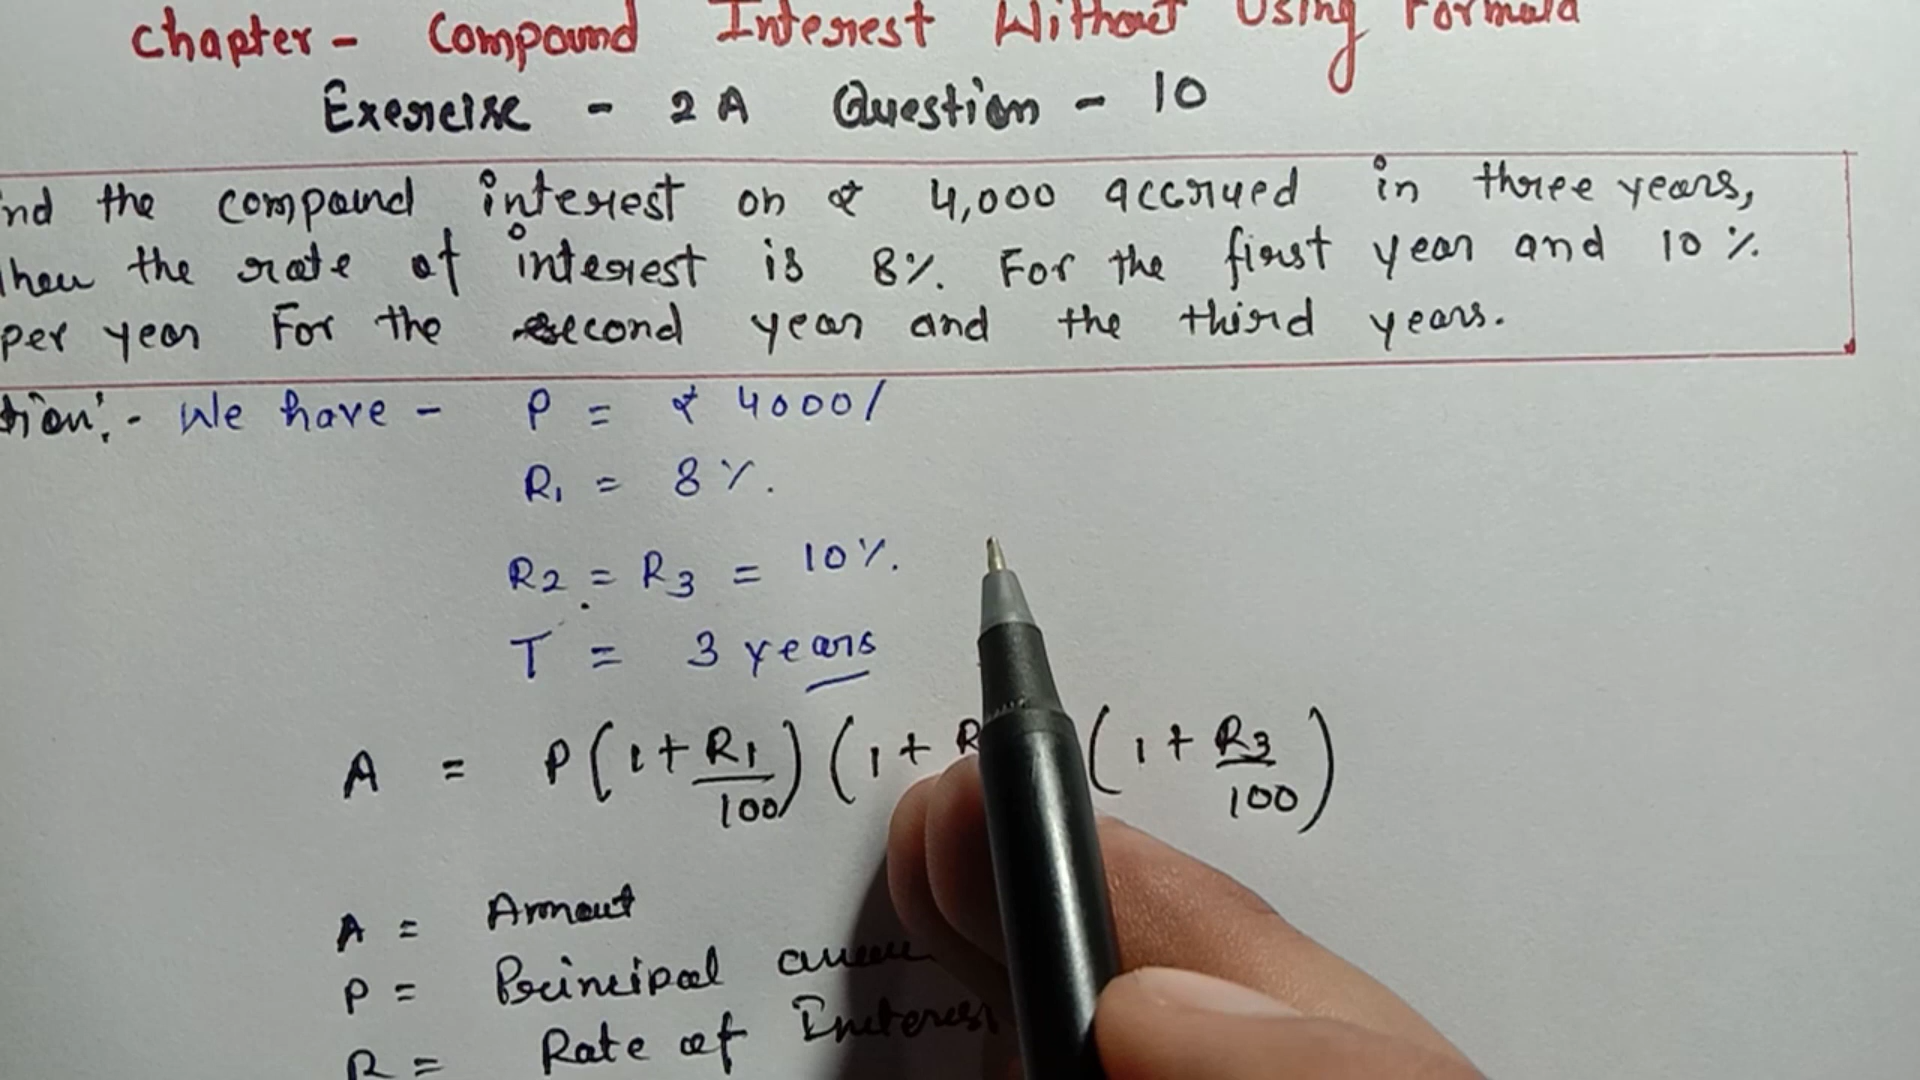 Chapter - Compound Interest Without Using Formula
Exercise - 2A Question - 10
nd the compound interest on ₹ 4,000 accrued in three years,
when the rate of interest is 8%. For the first year and 10%.
per year For the second year and the third years.
tion:- We have - P = ₹ 4000/
R1 = 8%.
R2 = R3 = 10%.
T = 3 years
A = P(1+R1/100)(1+R (1+R3/100)
A = Amout
P = Principal
R = Rate of Interes